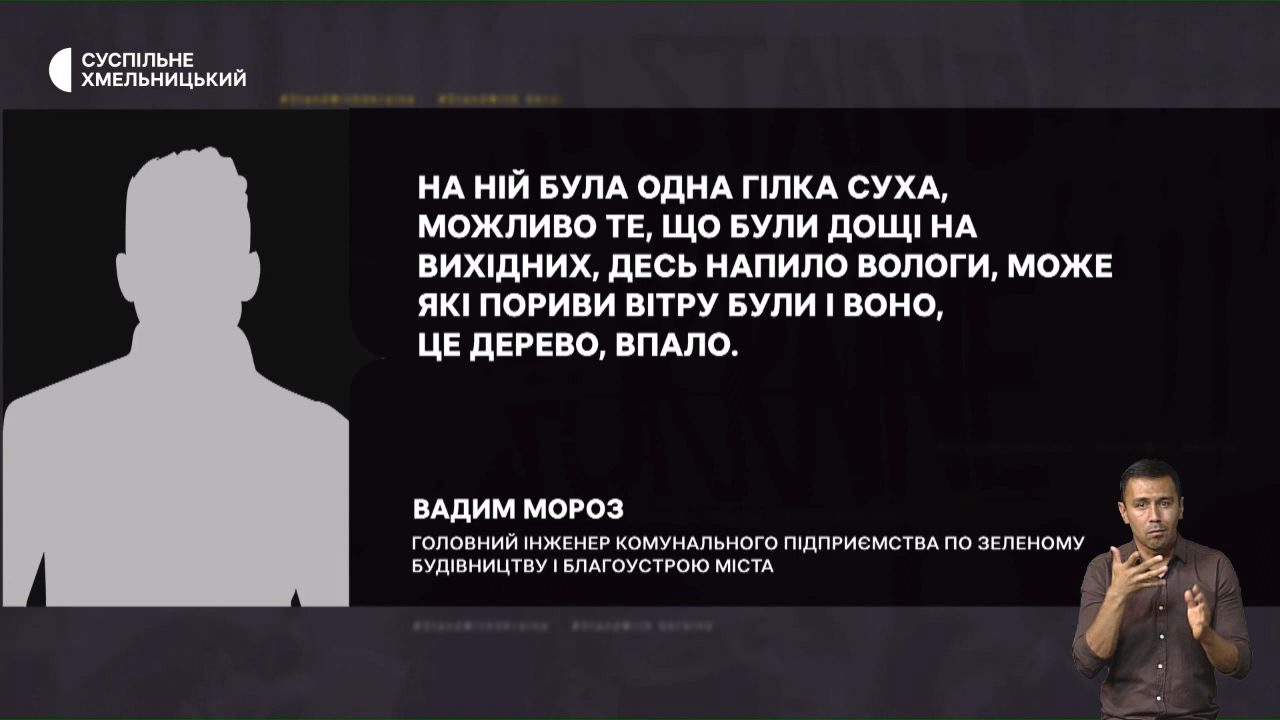 СУСПІЛЬНЕ
ХМЕЛЬНИЦЬКИЙ
НА НІЙ БУЛА ОДНА ГІЛКА СУХА,
МОЖЛИВО ТЕ, ЩО БУЛИ ДОЩІ НА
ВИХІДНИХ, ДЕСЬ НАПИЛО ВОЛОГИ, МОЖЕ
ЯКІ ПОРИВИ ВІТРУ БУЛИ І ВОНО,
ЦЕ ДЕРЕВО, ВПАЛО.
ВАДИМ МОРОЗ
ГОЛОВНИЙ ІНЖЕНЕР КОМУНАЛЬНОГО ПІДПРИЄМСТВА ПО ЗЕЛЕНОМУ
БУДІВНИЦТВУ І БЛАГОУСТРОЮ МІСТА